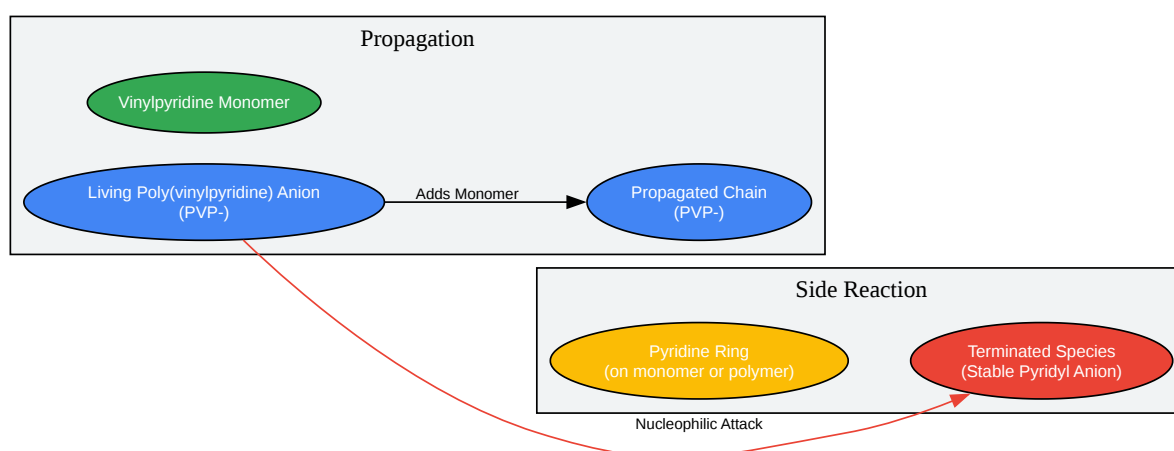 Propagation
Vinylpyridine Monomer
Living Poly(vinylpyridine) Anion
(PVP-)
Adds Monomer
Propagated Chain
(PVP-)
Side Reaction
Pyridine Ring
(on monomer or polymer)
Terminated Species
(Stable Pyridyl Anion)
Nucleophilic Attack